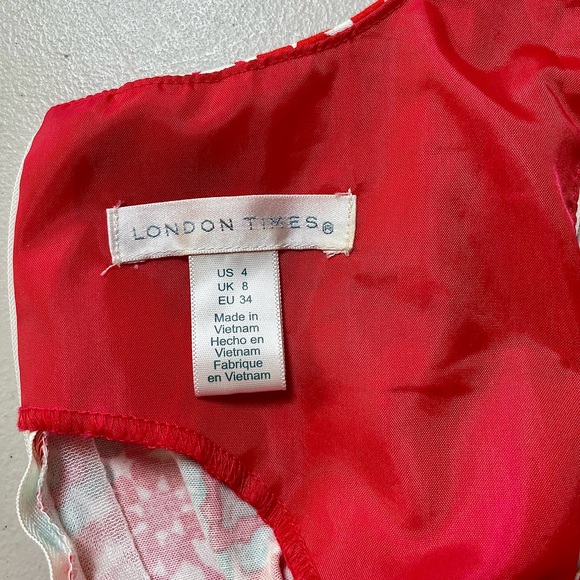 LONDON TIMES®
US 4
UK 8
EU 34
Made in
Vietnam
Hecho en
Vietnam
Fabrique
en Vietnam